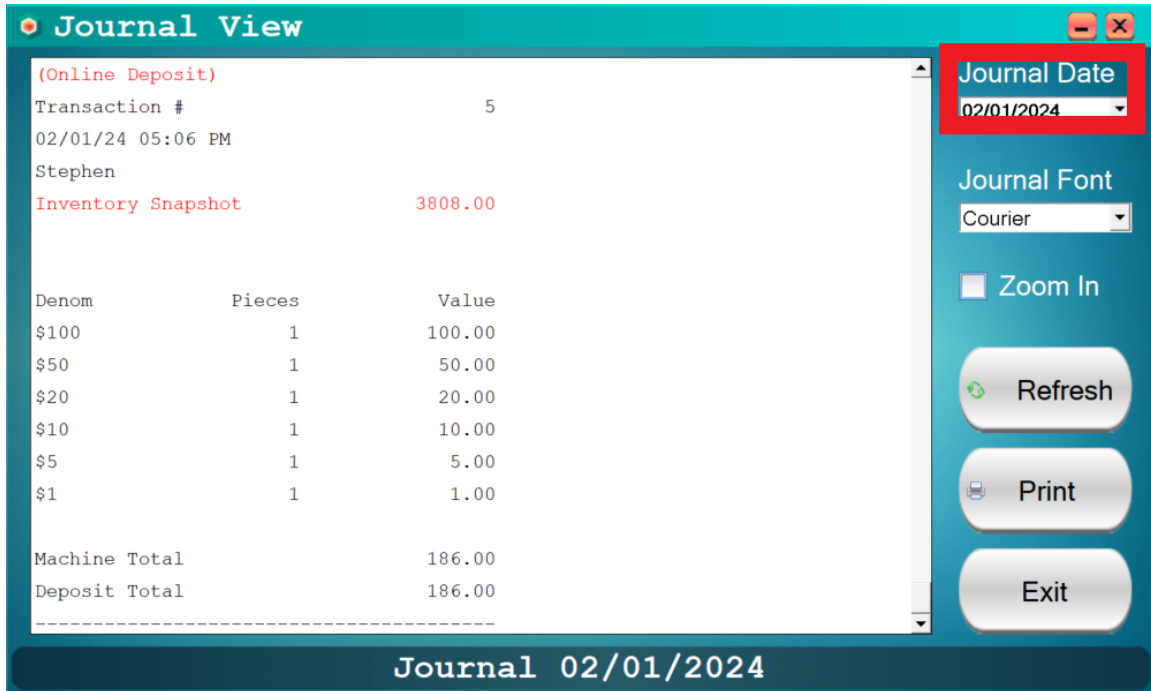 Journal View
(Online Deposit)
Transaction # 5
02/01/24 05:06 PM
Stephen
Inventory Snapshot 3808.00
Denom Pieces Value
$100 1 100.00
$50 1 50.00
$20 1 20.00
$10 1 10.00
$5 1 5.00
$1 1 1.00
Machine Total 186.00
Deposit Total 186.00
----------------------------------------
Journal Date
02/01/2024
Journal Font
Courier
Zoom In
Refresh
Print
Exit
Journal 02/01/2024